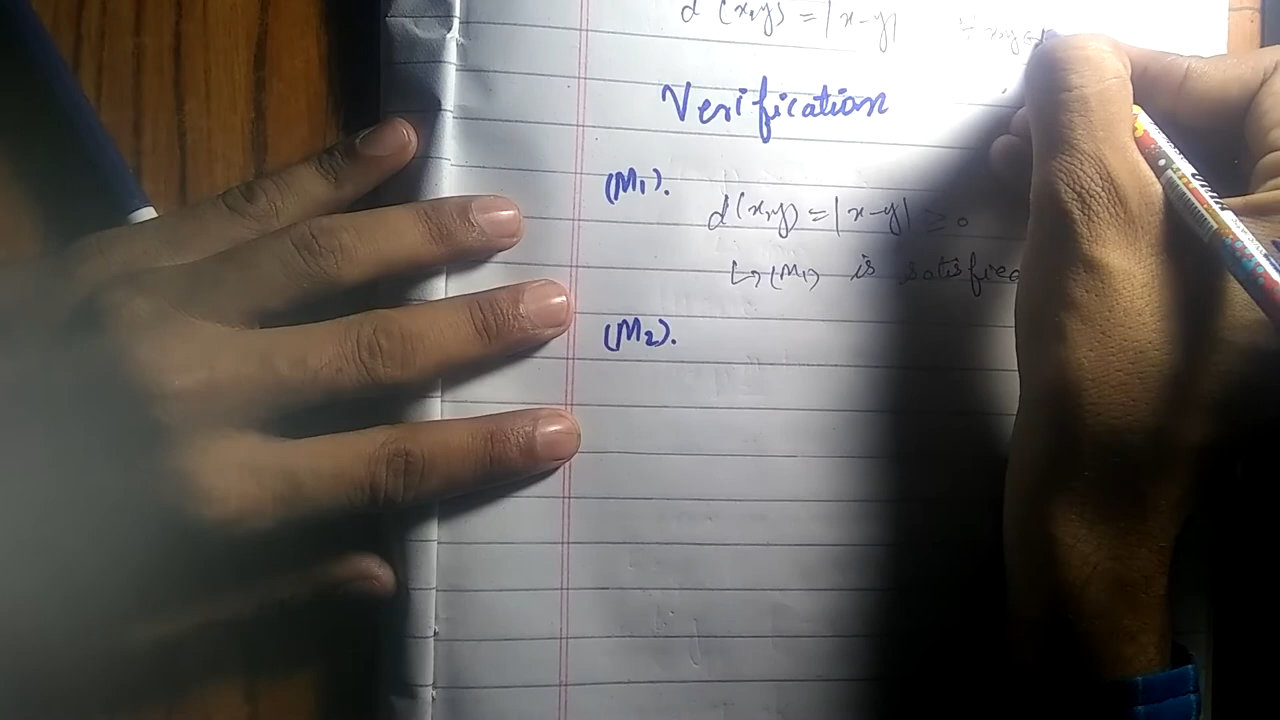 d (x,y) = |x-y| ∀ x,y ∈
Verification
(M₁). d(x,y) = |x-y| ≥ 0
↳ (M₁) is satisfied
(M₂).